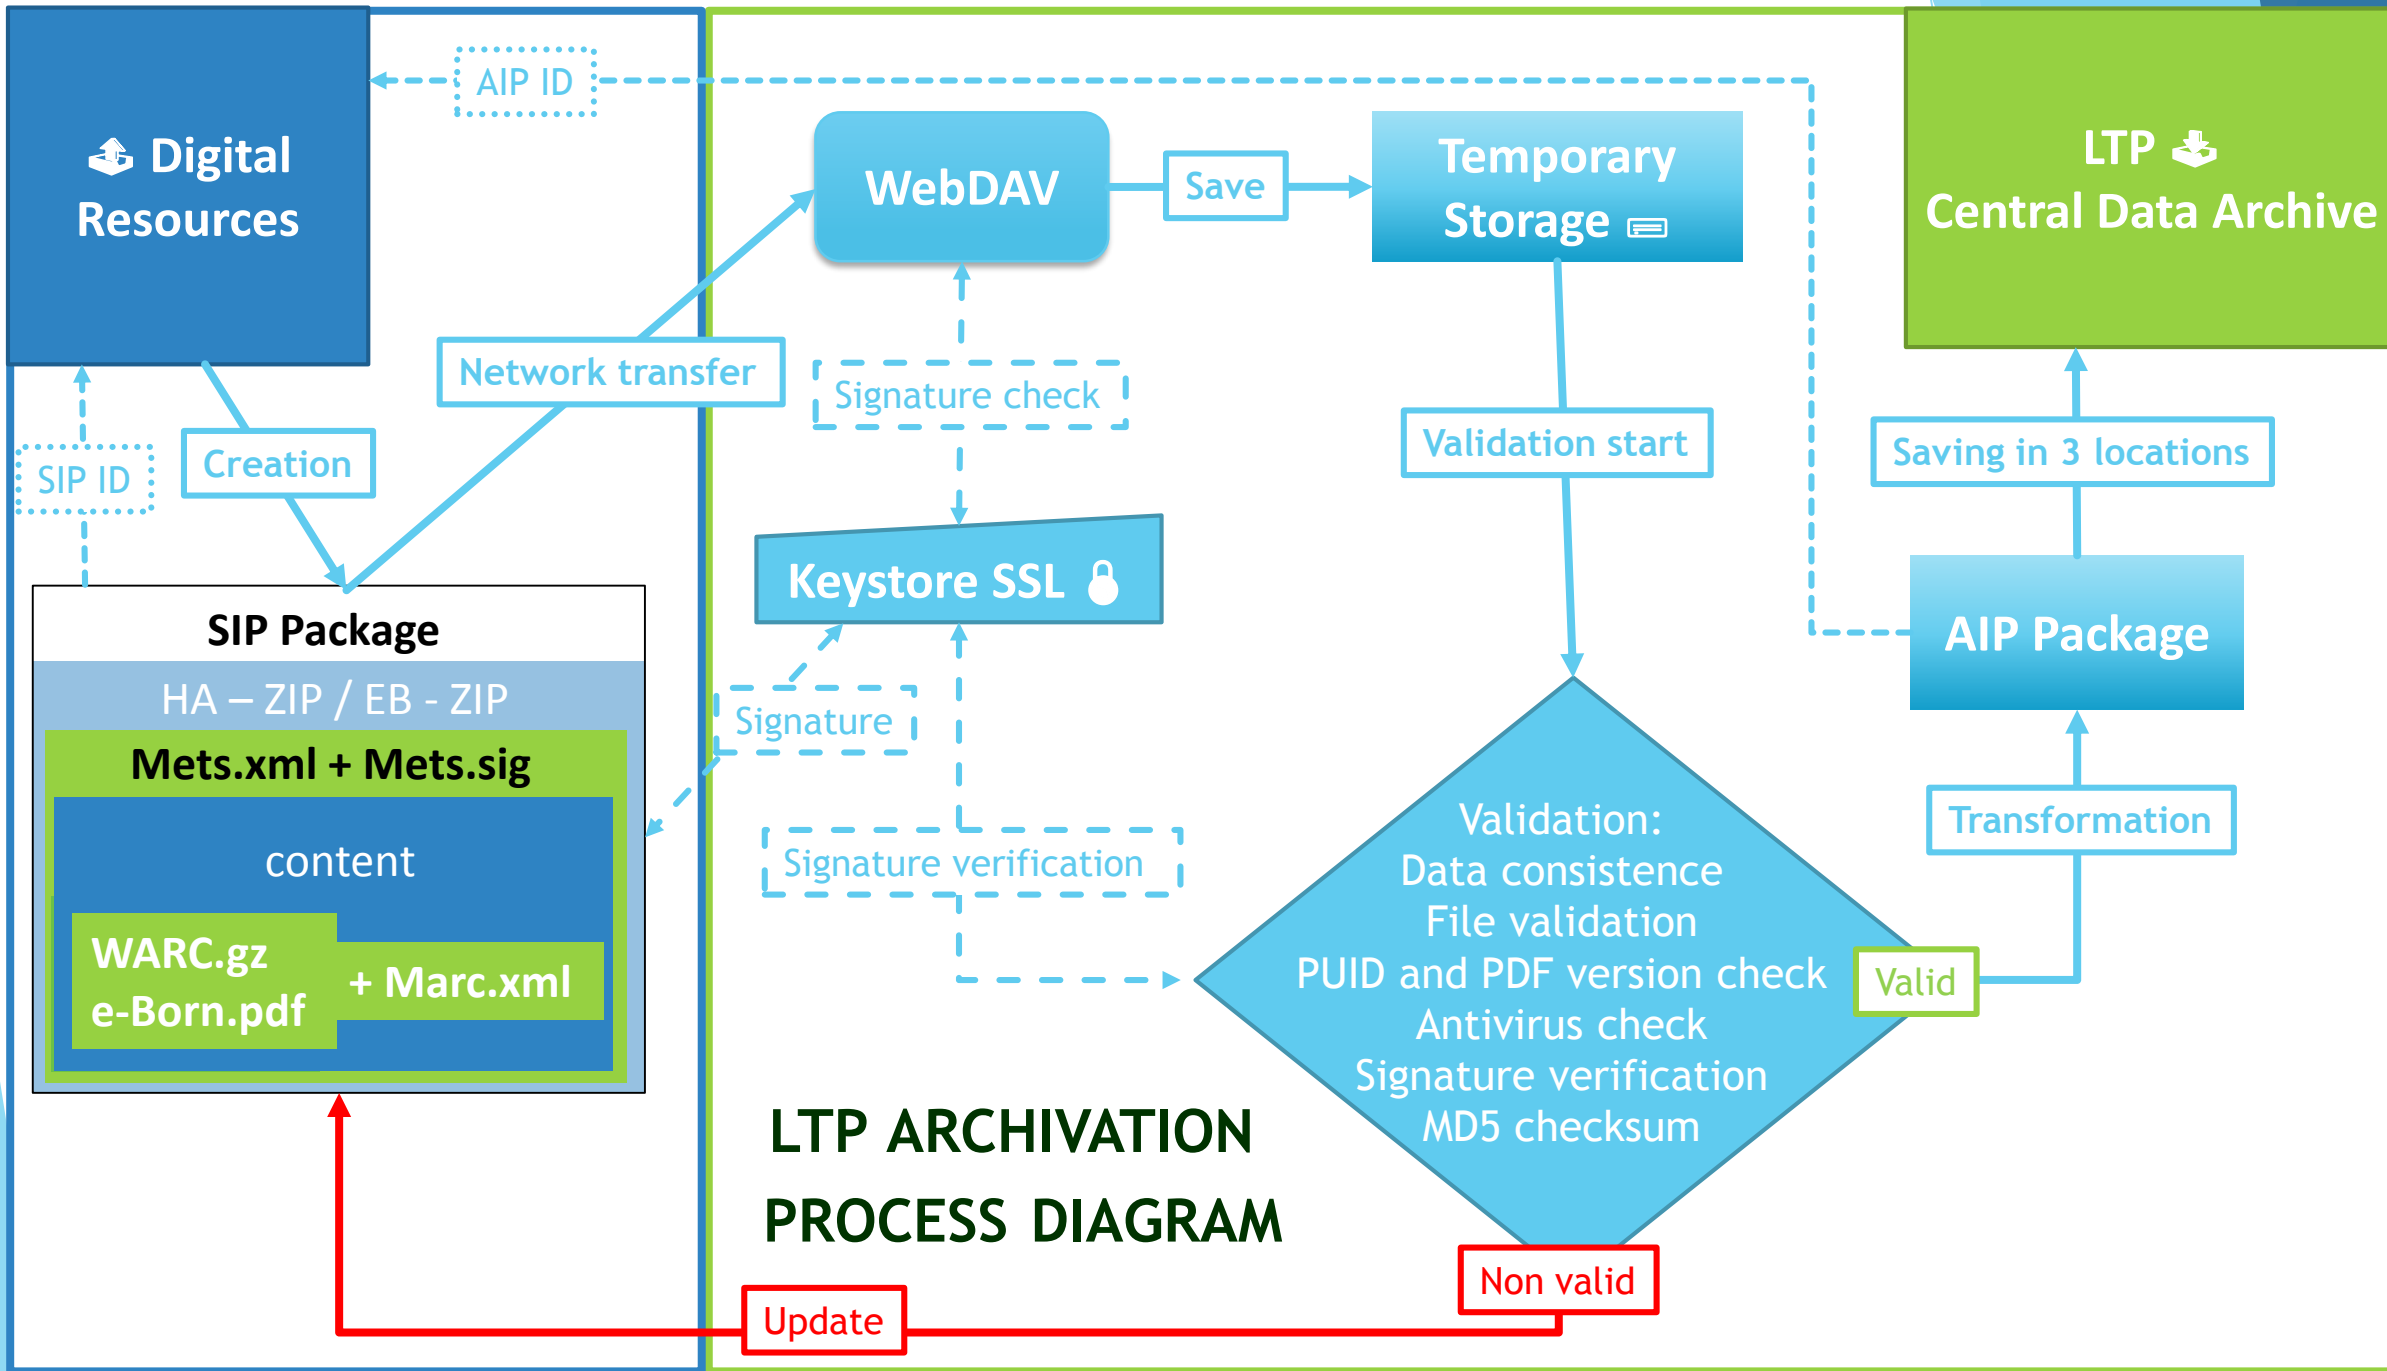 Digital
Resources
AIP ID
WebDAV
Save
Temporary
Storage
LTP
Central Data Archive
Network transfer
Signature check
Validation start
Saving in 3 locations
SIP ID
Creation
Keystore SSL
AIP Package
SIP Package
HA – ZIP / EB - ZIP
Mets.xml + Mets.sig
content
WARC.gz
e-Born.pdf
+ Marc.xml
Signature
Signature verification
Validation:
Data consistence
File validation
PUID and PDF version check
Antivirus check
Signature verification
MD5 checksum
Valid
Transformation
LTP ARCHIVATION
PROCESS DIAGRAM
Non valid
Update